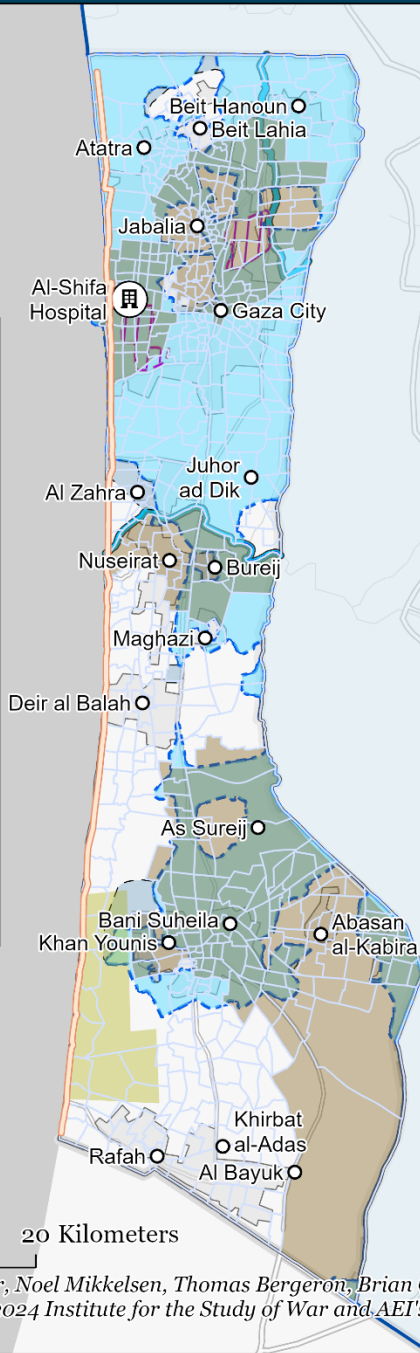 Beit Hanoun
Beit Lahia
Atatra
Jabalia
Al-Shifa
Hospital
Gaza City
Juhor
ad Dik
Al Zahra
Nuseirat
Bureij
Maghazi
Deir al Balah
As Sureij
Bani Suheila
Khan Younis
Abasan
al-Kabira
Khirbat
al-Adas
Rafah
Al Bayuk
20 Kilometers
, Noel Mikkelsen, Thomas Bergeron, Brian
2024 Institute for the Study of War and AEI's